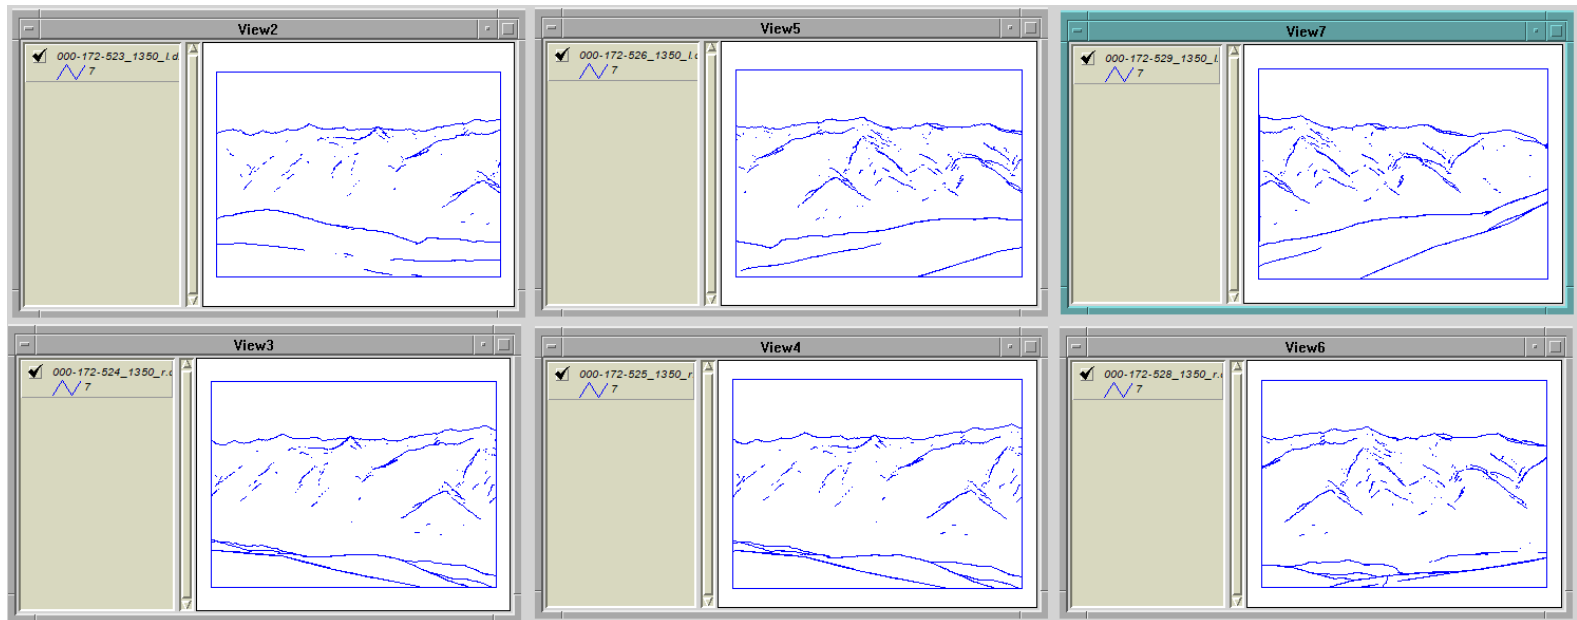 View2
000-172-523_1350_l.d
7
View5
000-172-526_1350_l.c
7
View7
000-172-529_1350_l.
7
View3
000-172-524_1350_r.c
7
View4
000-172-525_1350_r
7
View6
000-172-528_1350_r.c
7